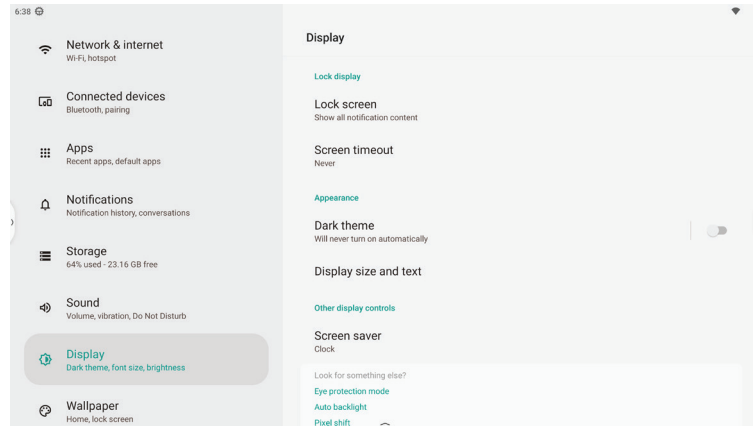 6:38
Network & internet
Wi-Fi, hotspot
Connected devices
Bluetooth, pairing
Apps
Recent apps, default apps
Notifications
Notification history, conversations
Storage
64% used - 23.16 GB free
Sound
Volume, vibration, Do Not Disturb
Display
Dark theme, font size, brightness
Wallpaper
Home, lock screen
Display
Lock display
Lock screen
Show all notification content
Screen timeout
Never
Appearance
Dark theme
Will never turn on automatically
Display size and text
Other display controls
Screen saver
Clock
Look for something else?
Eye protection mode
Auto backlight
Pixel shift